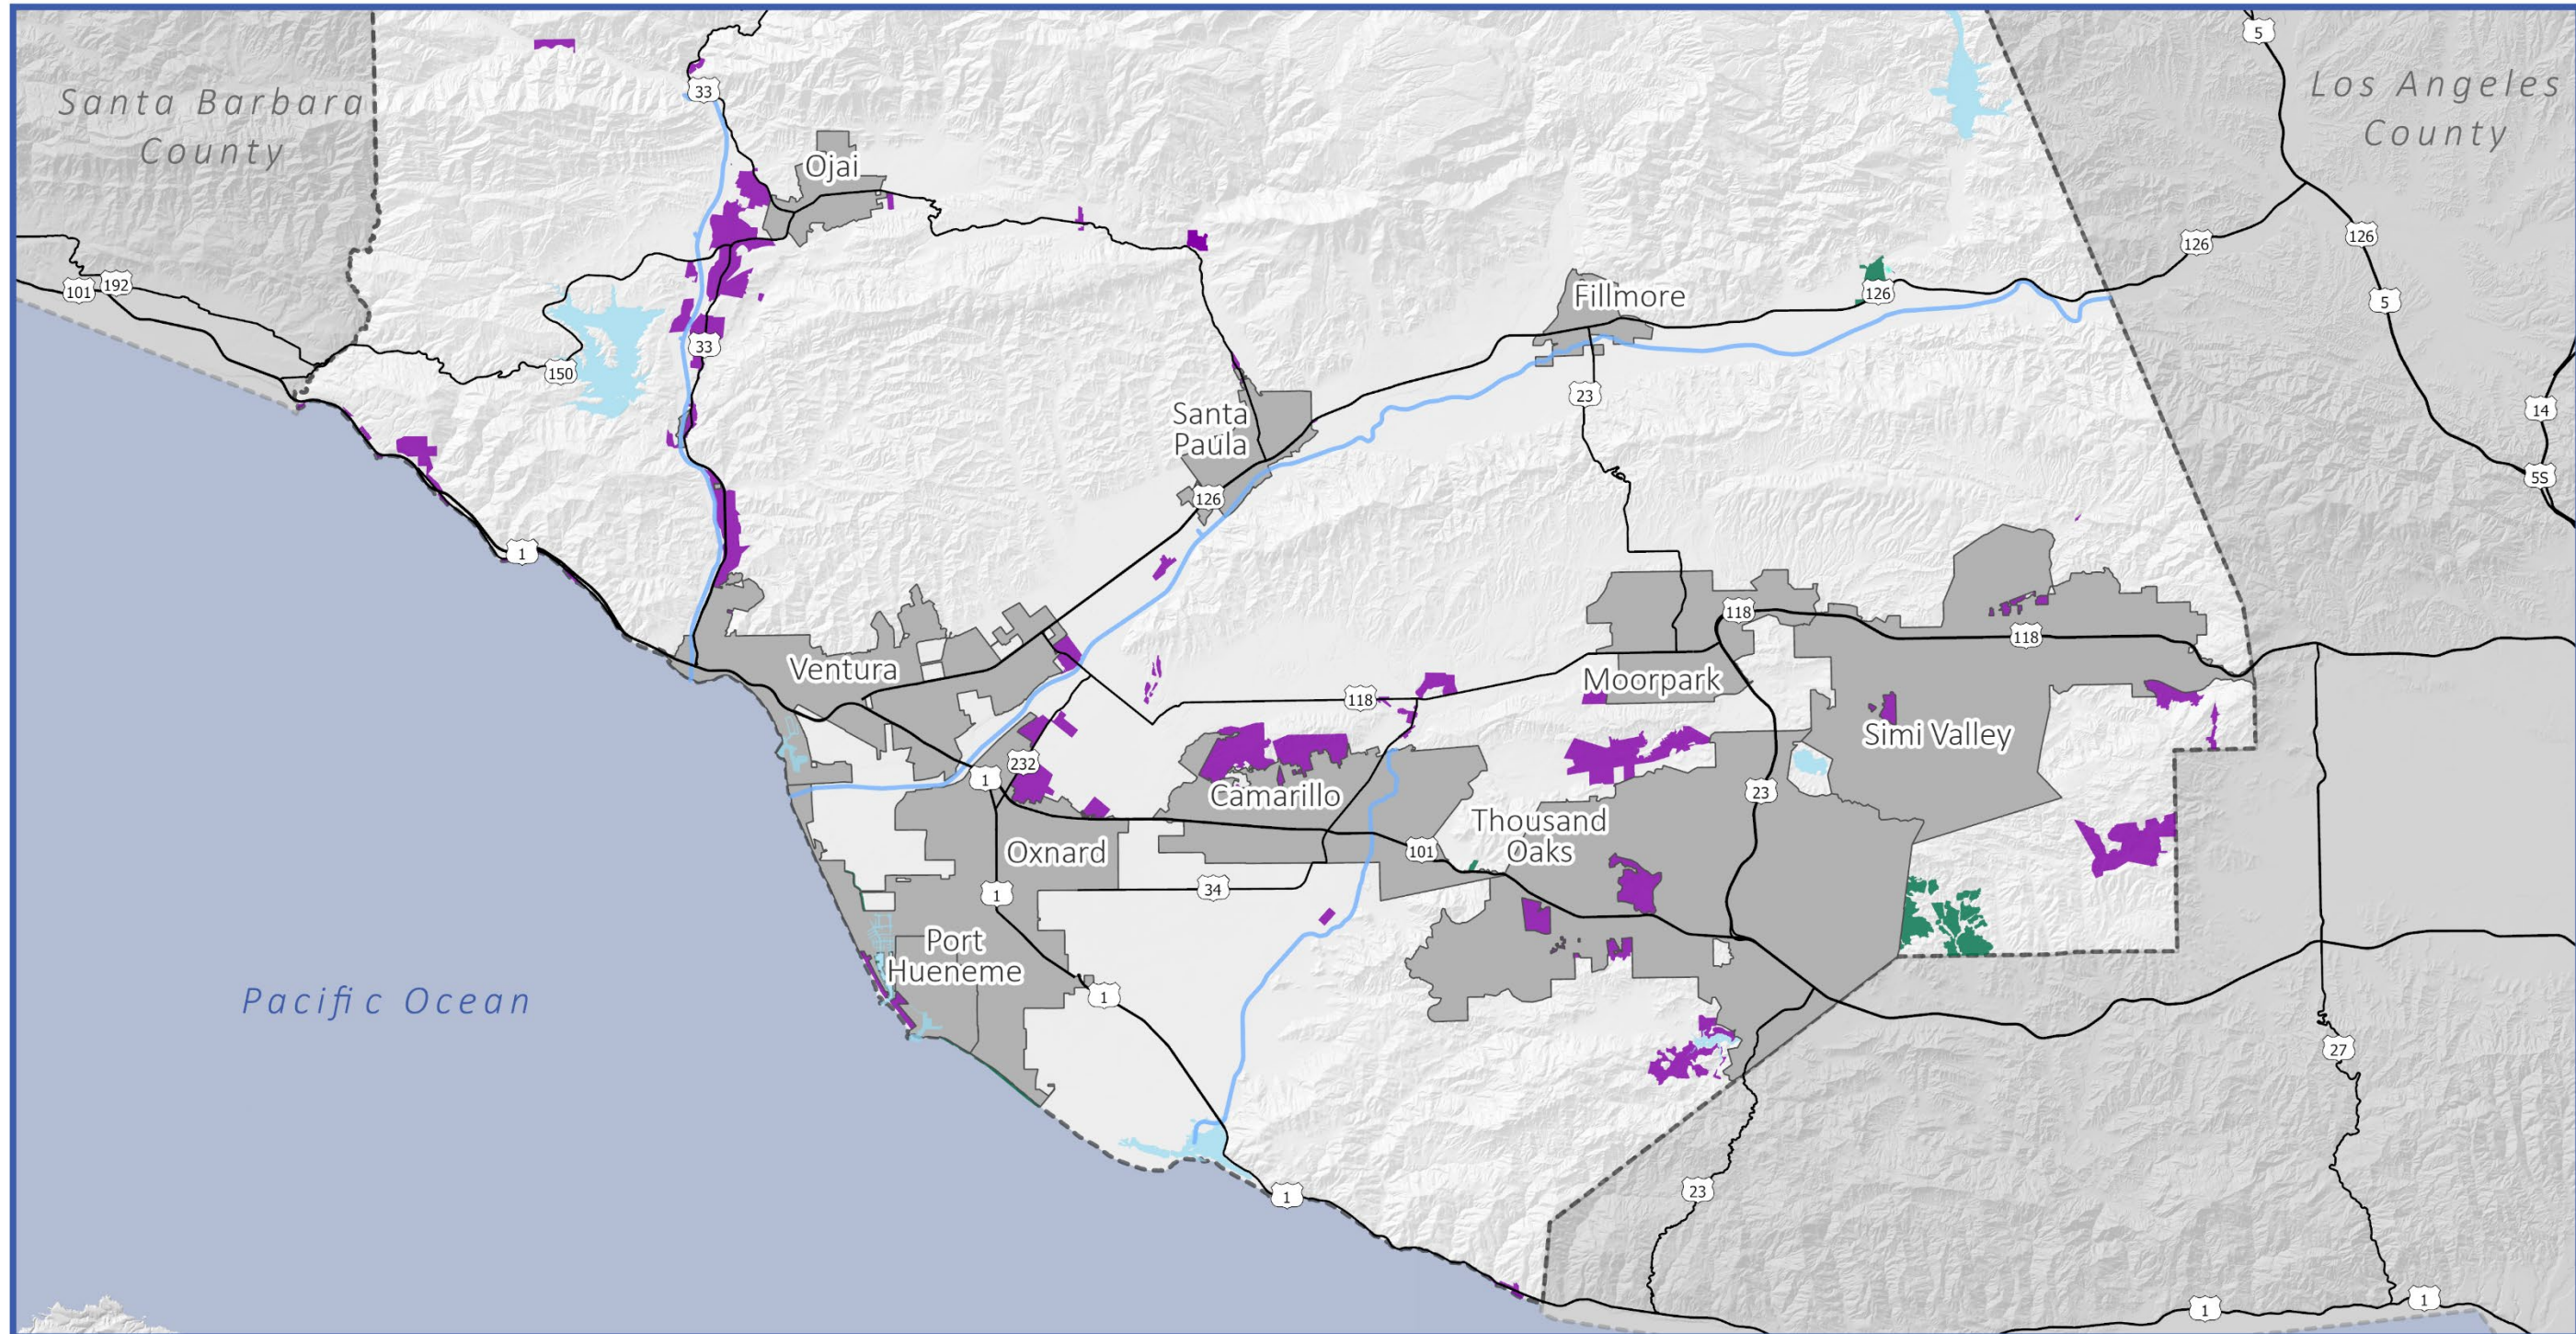 5
Santa Barbara
County
Los Angeles
County
33
Ojai
126
126
101
192
Fillmore
126
5
33
150
23
14
Santa
Paula
5S
126
1
118
118
Ventura
Moorpark
118
Simi Valley
232
1
Camarillo
23
Thousand
Oaks
Oxnard
101
34
1
Port
Hueneme
1
Pacific Ocean
27
23
1
1
1